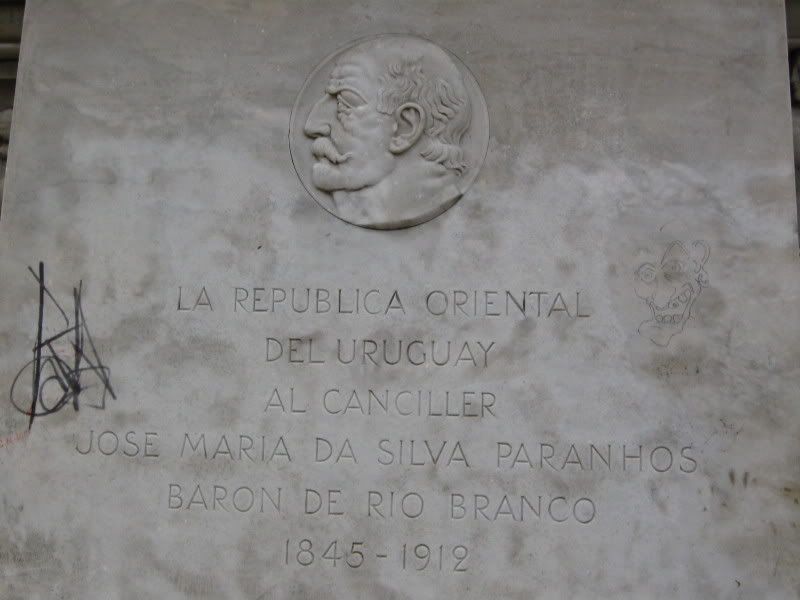 LA REPUBLICA ORIENTAL
DEL URUGUAY
AL CANCILLER
JOSE MARIA DA SILVA PARANHOS
BARON DE RIO BRANCO
1845-1912